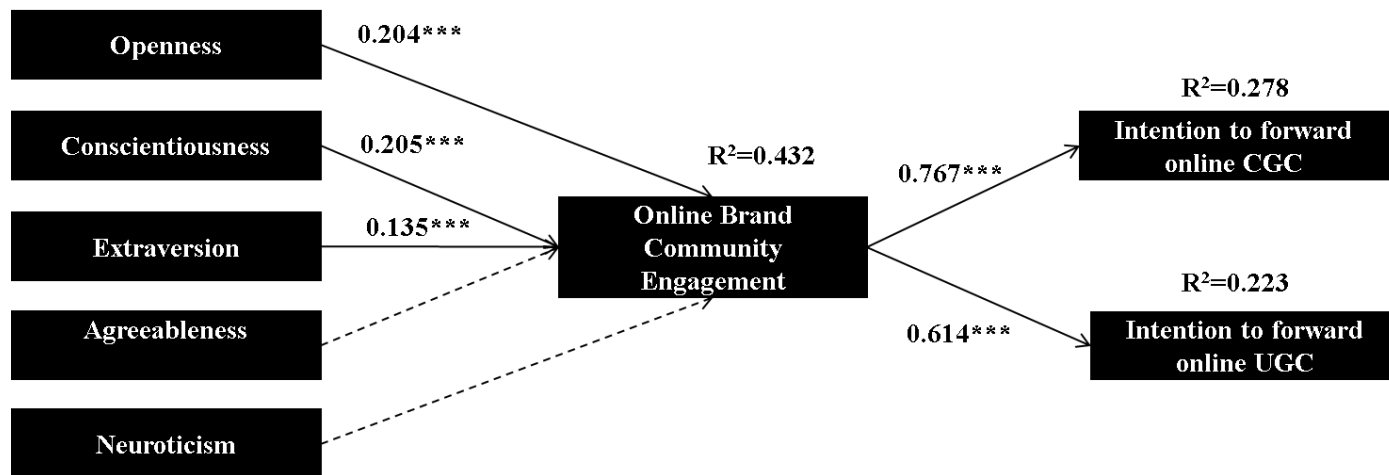 Openness
0.204***
R²=0.278
Conscientiousness
0.205***
R²=0.432
0.767***
Intention to forward
online CGC
Extraversion
0.135***
Online Brand
Community
Engagement
R²=0.223
Agreeableness
0.614***
Intention to forward
online UGC
Neuroticism